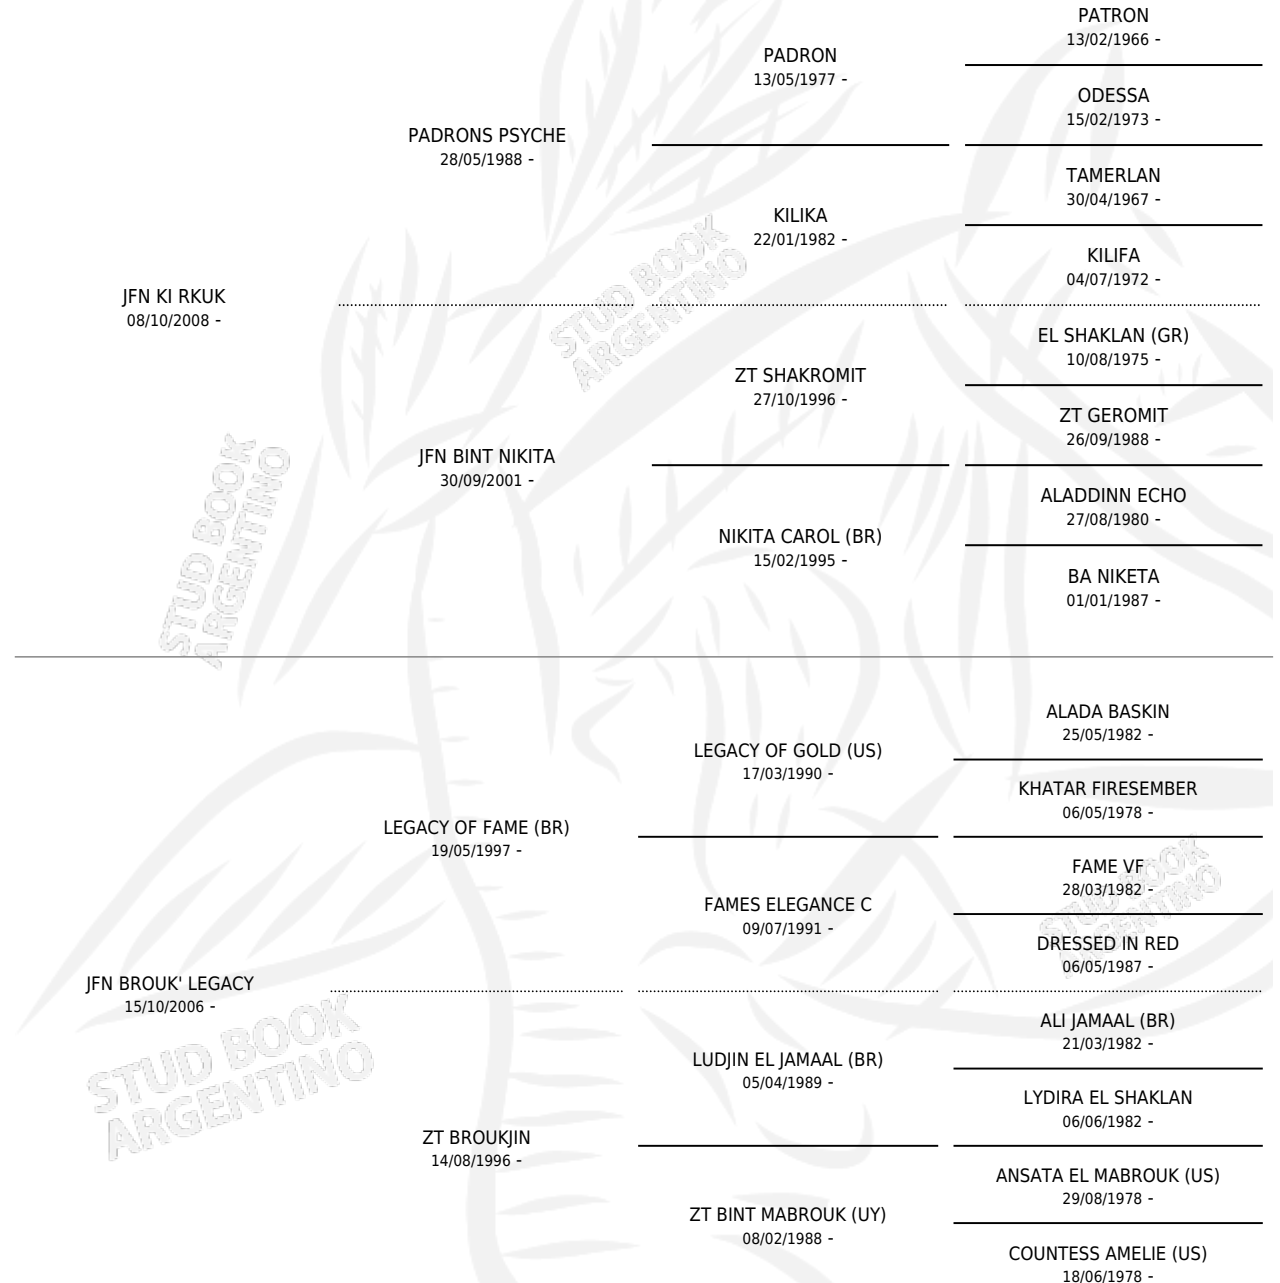 PATRON
13/02/1966 -
PADRON
13/05/1977 -
ODESSA
15/02/1973 -
PADRONS PSYCHE
28/05/1988 -
TAMERLAN
30/04/1967 -
KILIKA
22/01/1982 -
KILIFA
04/07/1972 -
JFN KI RKUK
08/10/2008 -
EL SHAKLAN (GR)
10/08/1975 -
ZT SHAKROMIT
27/10/1996 -
ZT GEROMIT
26/09/1988 -
JFN BINT NIKITA
30/09/2001 -
ALADDINN ECHO
27/08/1980 -
NIKITA CAROL (BR)
15/02/1995 -
BA NIKETA
01/01/1987 -
STUD BOOK
ARGENTINO
STUD BOOK
ARGENTINO
ALADA BASKIN
25/05/1982 -
LEGACY OF GOLD (US)
17/03/1990 -
KHATAR FIRESEMBER
06/05/1978 -
LEGACY OF FAME (BR)
19/05/1997 -
FAME VF
28/03/1982 -
FAMES ELEGANCE C
09/07/1991 -
DRESSED IN RED
06/05/1987 -
STUD BOOK
ARGENTINO
JFN BROUK' LEGACY
15/10/2006 -
ALI JAMAAL (BR)
21/03/1982 -
LUDJIN EL JAMAAL (BR)
05/04/1989 -
LYDIRA EL SHAKLAN
06/06/1982 -
STUD BOOK
ARGENTINO
ZT BROUKJIN
14/08/1996 -
ANSATA EL MABROUK (US)
29/08/1978 -
ZT BINT MABROUK (UY)
08/02/1988 -
COUNTESS AMELIE (US)
18/06/1978 -